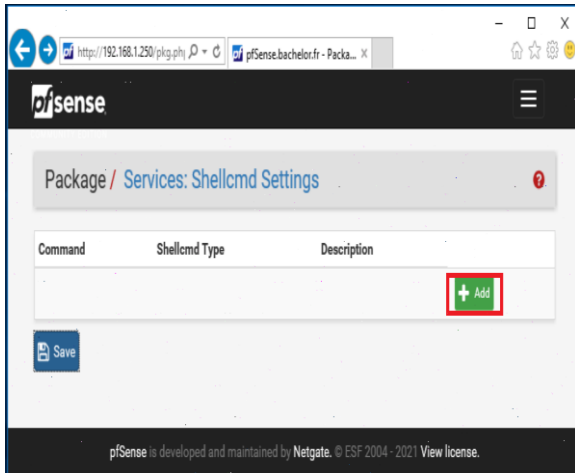 http://192.168.1.250/pkg.php
pfSense.bachelor.fr - Packa...
pfsense
Package / Services: Shellcmd Settings
Command Shellcmd Type Description
Add
Save
pfSense is developed and maintained by Netgate. © ESF 2004 - 2021 View license.